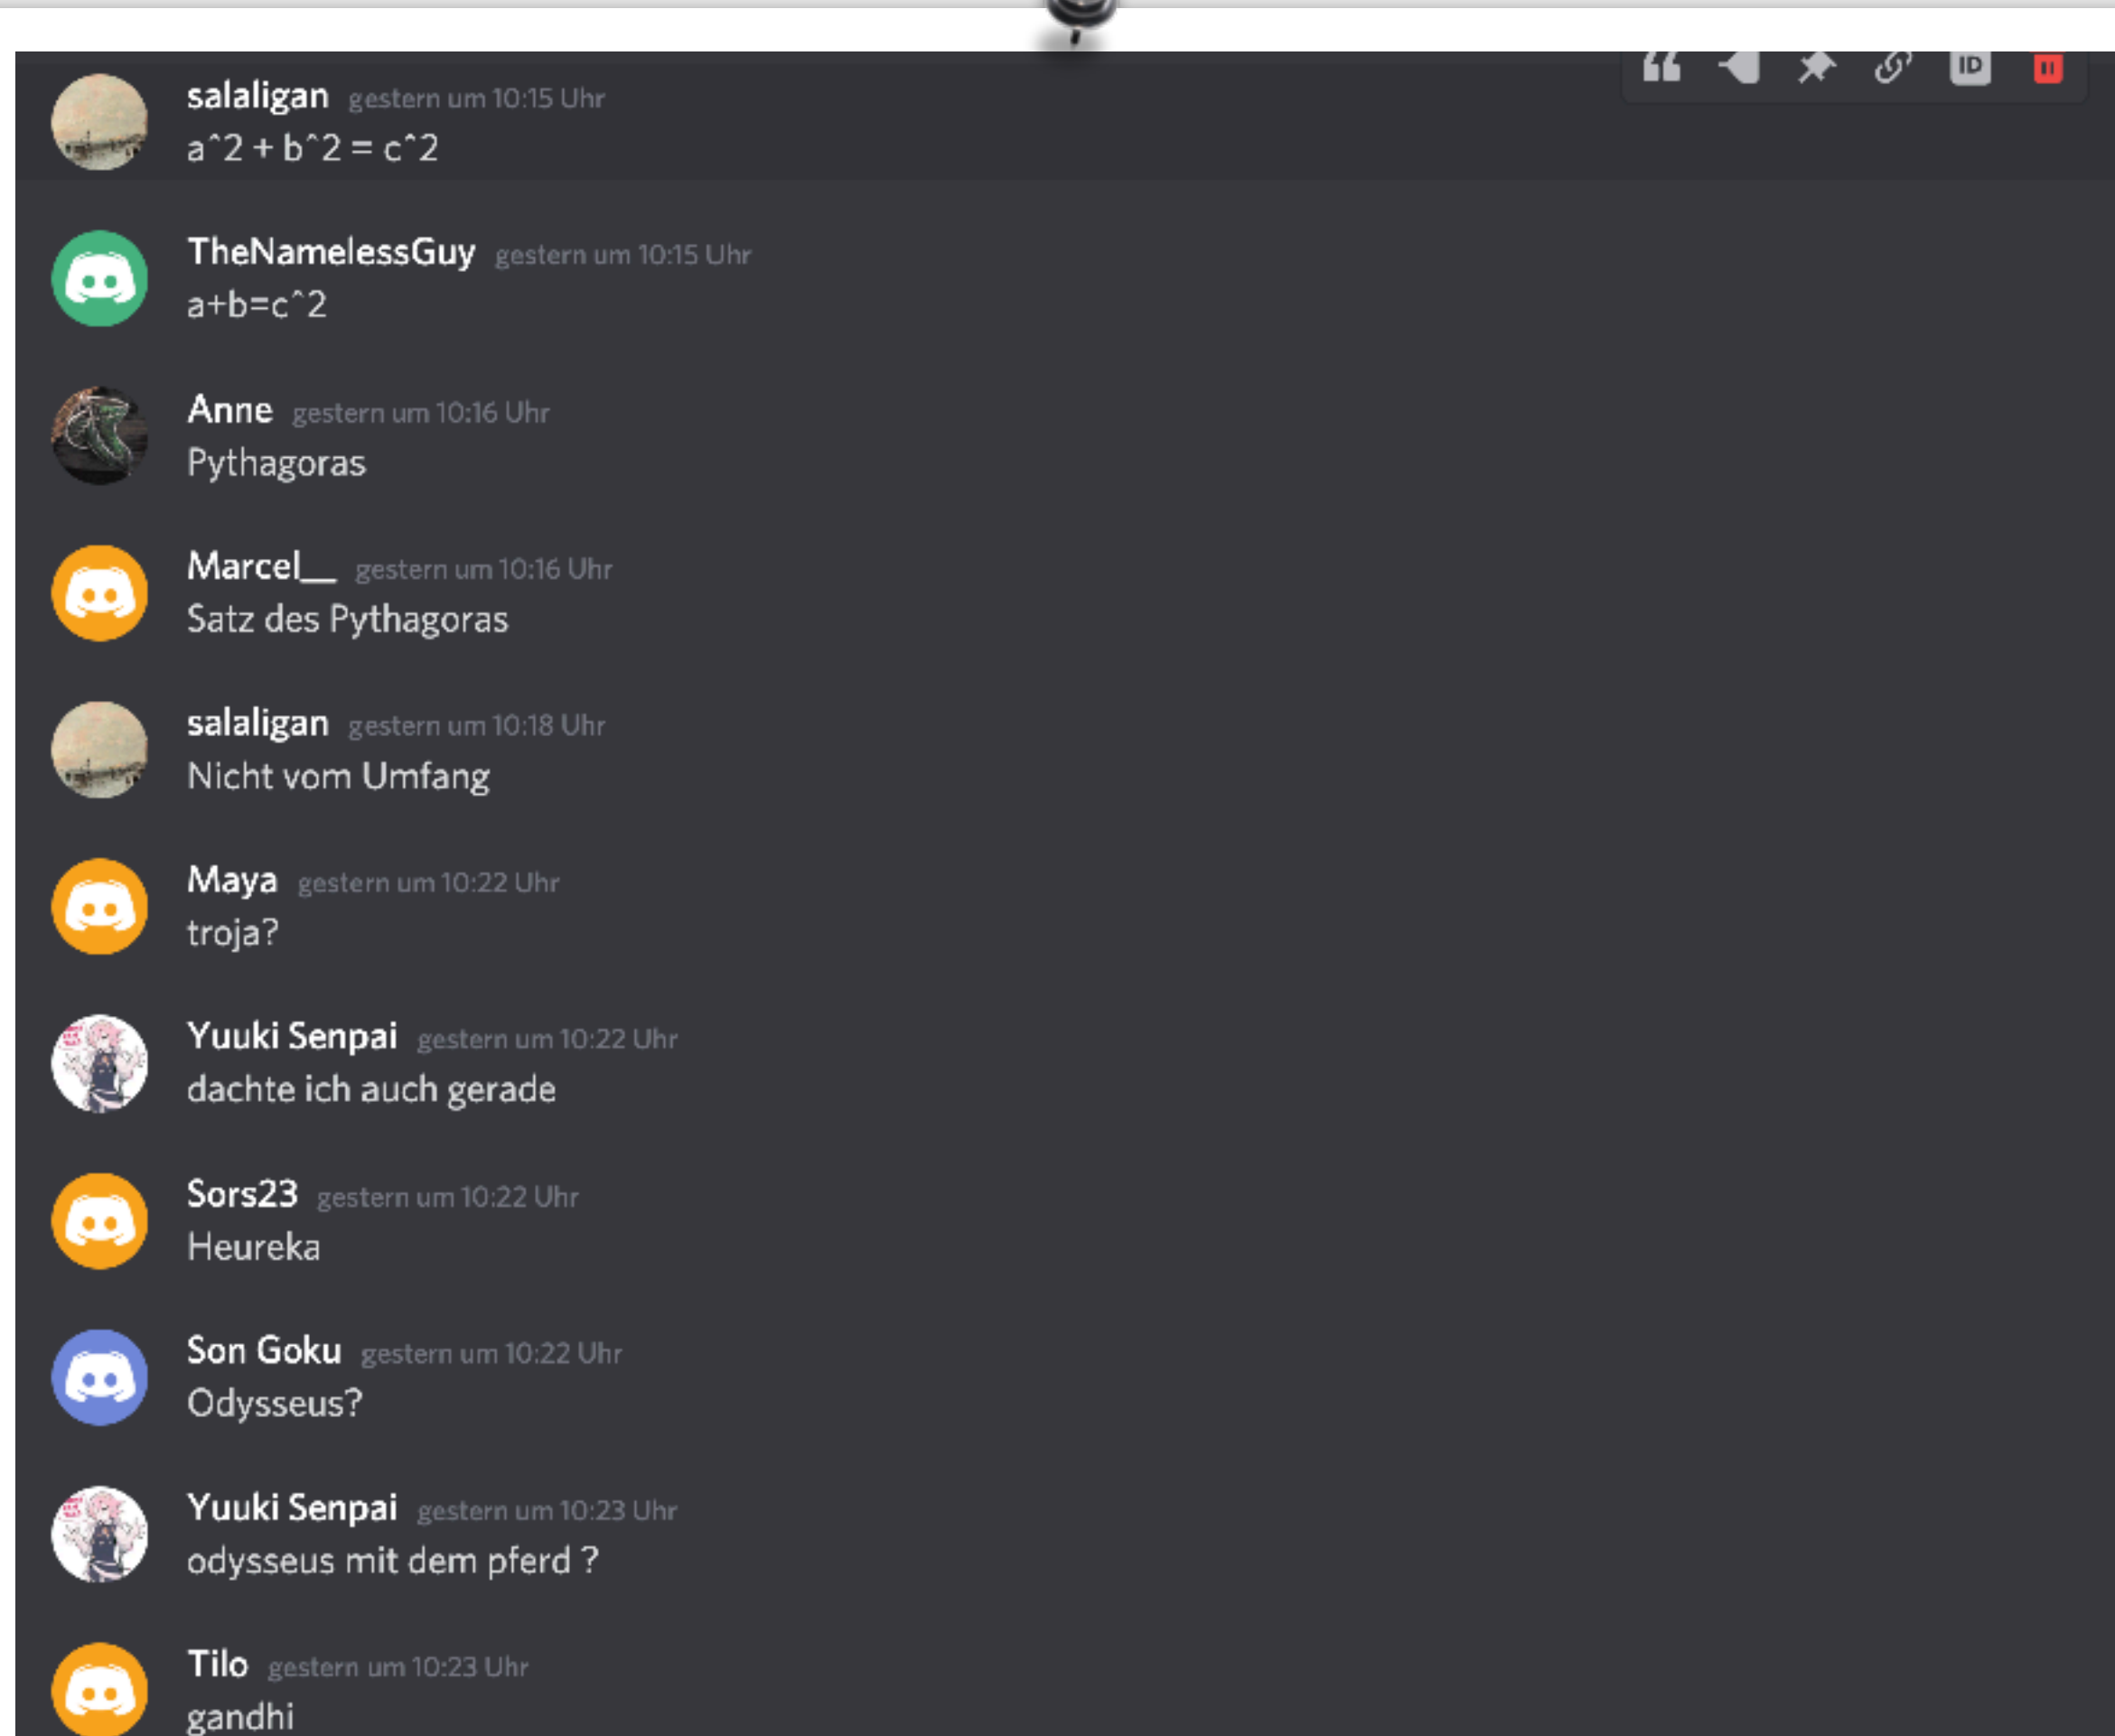 salaligan gestern um 10:15 Uhr
a^2 + b^2 = c^2
ID
TheNamelessGuy gestern um 10:15 Uhr
a+b=c^2
Anne gestern um 10:16 Uhr
Pythagoras
Marcel__ gestern um 10:16 Uhr
Satz des Pythagoras
salaligan gestern um 10:18 Uhr
Nicht vom Umfang
Maya gestern um 10:22 Uhr
troja?
Yuuki Senpai gestern um 10:22 Uhr
dachte ich auch gerade
Sors23 gestern um 10:22 Uhr
Heureka
Son Goku gestern um 10:22 Uhr
Odysseus?
Yuuki Senpai gestern um 10:23 Uhr
odysseus mit dem pferd ?
Tilo gestern um 10:23 Uhr
gandhi